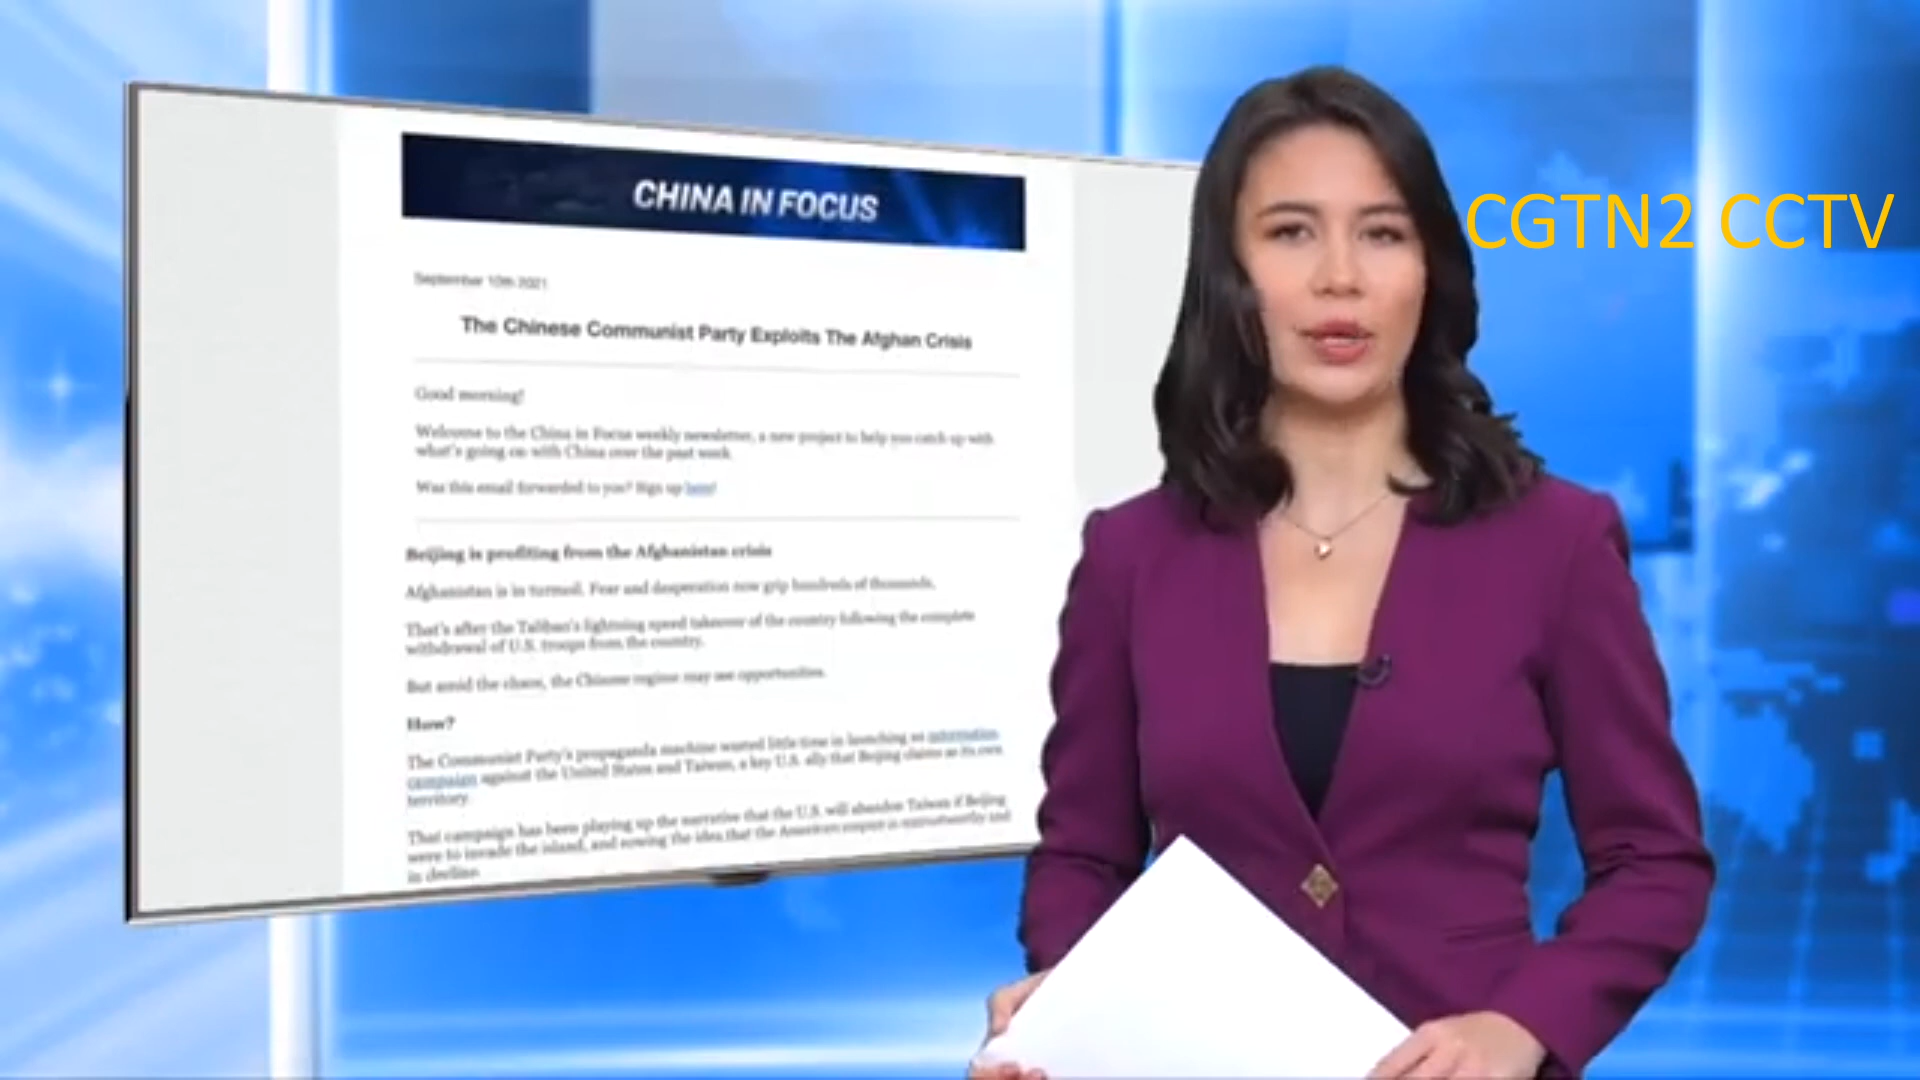 CHINA IN FOCUS
CGTN2 CCTV
September 10th 2021
The Chinese Communist Party Exploits The Afghan Crisis
Good morning!
Welcome to the China in Focus weekly newsletter, a new project to help you catch up with
what's going on with China over the past week.
Was this email forwarded to you? Sign up here!
Beijing is profiting from the Afghanistan crisis
Afghanistan is in turmoil. Fear and desperation now grip hundreds of thousands.
That's after the Taliban's lightning speed takeover of the country following the complete
withdrawal of U.S. troops from the country.
But amid the chaos, the Chinese regime may see opportunities.
How?
The Communist Party's propaganda machine wasted little time in launching an information
campaign against the United States and Taiwan, a key U.S. ally that Beijing claims as its own
territory.
That campaign has been playing up the narrative that the U.S. will abandon Taiwan if Beijing
were to invade the island, and sowing the idea that the American empire is untrustworthy and
in decline.